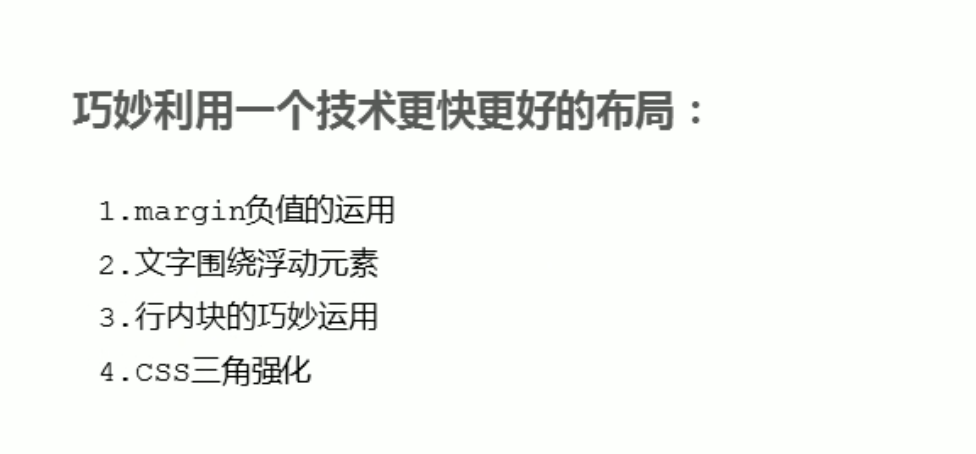 巧妙利用一个技术更快更好的布局：
1.margin负值的运用
2.文字围绕浮动元素
3.行内块的巧妙运用
4.CSS三角强化